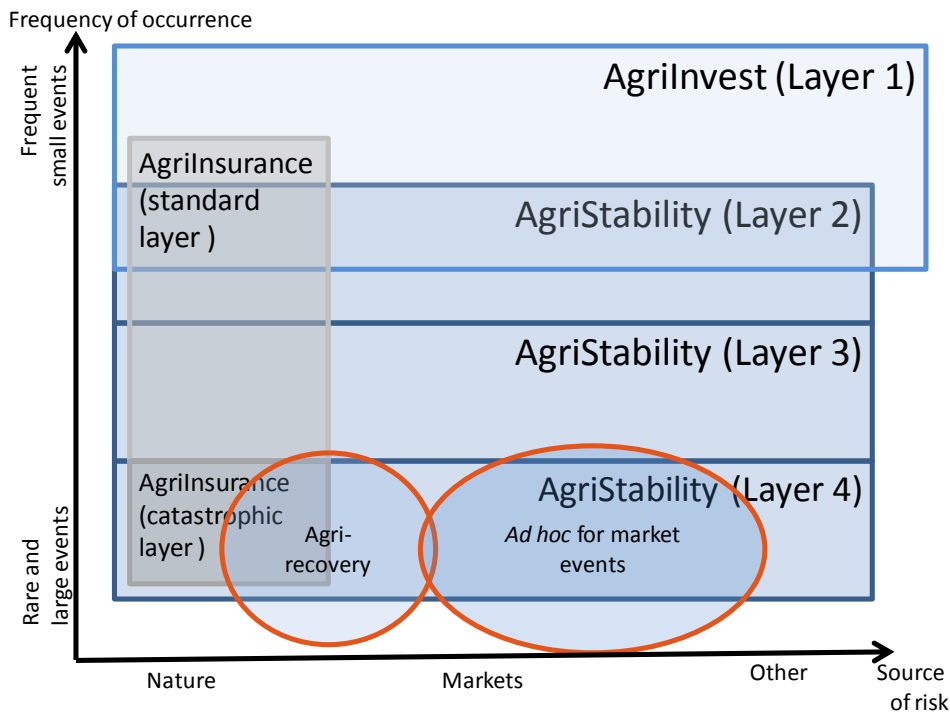 Frequency of occurrence
Frequent
small events
AgriInvest (Layer 1)
AgriInsurance
(standard
layer )
AgriStability (Layer 2)
AgriStability (Layer 3)
AgriInsurance
(catastrophic
layer )
AgriStability (Layer 4)
Agri-
recovery
Ad hoc for market
events
Rare and
large events
Nature
Markets
Other
Source
of risk